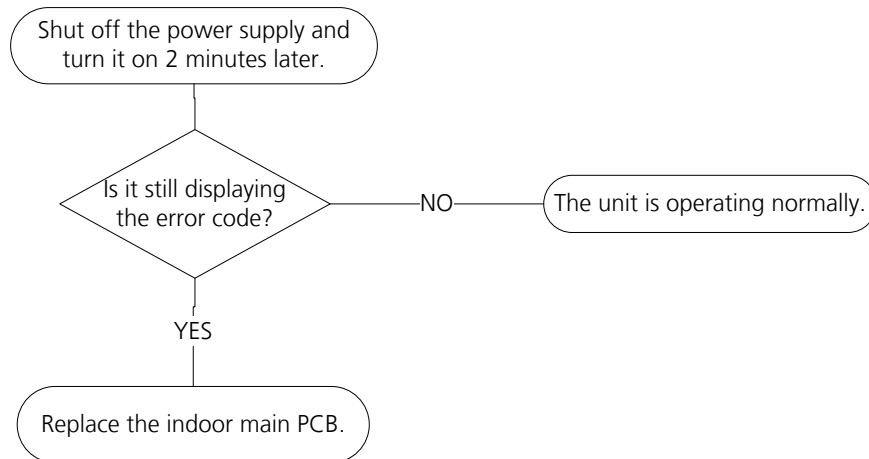 Shut off the power supply and
turn it on 2 minutes later.
Is it still displaying
the error code?
NO
The unit is operating normally.
YES
Replace the indoor main PCB.